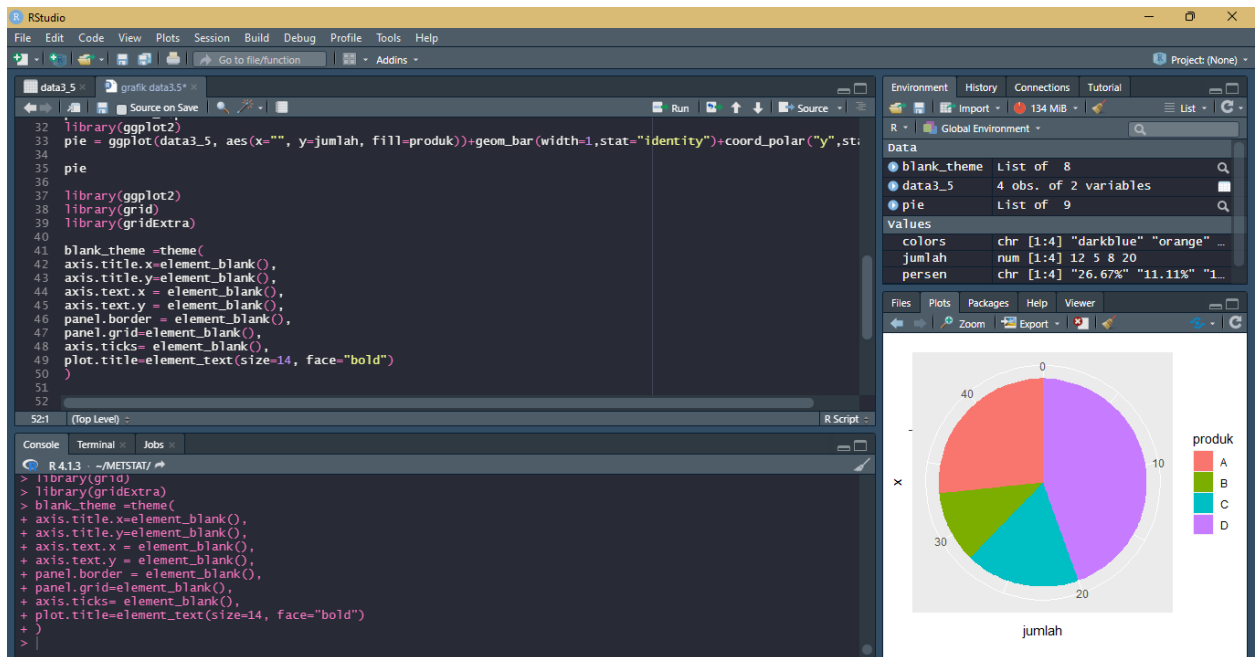 RStudio
File Edit Code View Plots Session Build Debug Profile Tools Help
Go to file/function Addins Project: (None)
data3_5 grafik data3.5*
Source on Save Run Source
32 library(ggplot2)
33 pie = ggplot(data3_5, aes(x="", y=jumlah, fill=produk))+geom_bar(width=1,stat="identity")+coord_polar("y",sta
34
35 pie
36
37 library(ggplot2)
38 library(grid)
39 library(gridExtra)
40
41 blank_theme =theme(
42 axis.title.x=element_blank(),
43 axis.title.y=element_blank(),
44 axis.text.x = element_blank(),
45 axis.text.y = element_blank(),
46 panel.border = element_blank(),
47 panel.grid=element_blank(),
48 axis.ticks= element_blank(),
49 plot.title=element_text(size=14, face="bold")
50 )
51
52
52:1 (Top Level) R Script
Console Terminal Jobs
R 4.1.3 · ~/METSTAT/
> library(grid)
> library(gridExtra)
> blank_theme =theme(
+ axis.title.x=element_blank(),
+ axis.title.y=element_blank(),
+ axis.text.x = element_blank(),
+ axis.text.y = element_blank(),
+ panel.border = element_blank(),
+ panel.grid=element_blank(),
+ axis.ticks= element_blank(),
+ plot.title=element_text(size=14, face="bold")
+ )
>
Environment History Connections Tutorial
Import 134 MiB List
R Global Environment
Data
blank_theme List of 8
data3_5 4 obs. of 2 variables
pie List of 9
Values
colors chr [1:4] "darkblue" "orange" …
jumlah num [1:4] 12 5 8 20
persen chr [1:4] "26.67%" "11.11%" "1…
Files Plots Packages Help Viewer
Zoom Export
0
40
10
30
20
x
jumlah
produk
A
B
C
D